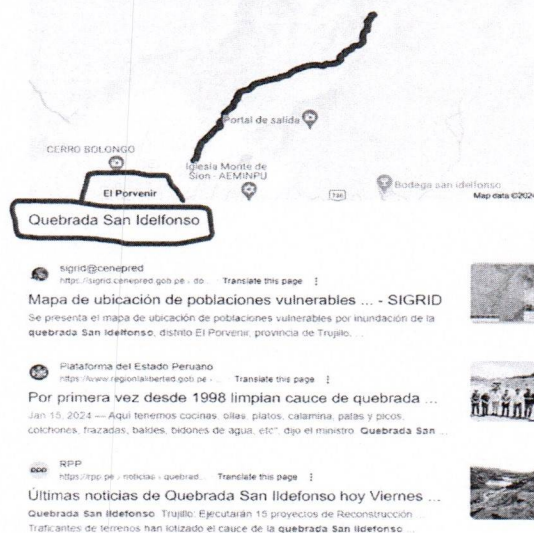 Portal de salida
CERRO BOLONGO
Iglesia Monte de
Sion - AEMINPU
El Porvenir
Bodega san idelfonso
Map data ©2024
Quebrada San Idelfonso
sigrid@cenepred
https://sigrid.cenepred.gob.pe › do... Translate this page
Mapa de ubicación de poblaciones vulnerables ... - SIGRID
Se presenta el mapa de ubicación de poblaciones vulnerables por inundación de la
quebrada San Idelfonso, distrito El Porvenir, provincia de Trujillo, ...
Plataforma del Estado Peruano
https://www.regionlalibertad.gob.pe › ... Translate this page
Por primera vez desde 1998 limpian cauce de quebrada ...
Jan 15, 2024 — Aquí tenemos cocinas, ollas, platos, calamina, palas y picos,
colchones, frazadas, baldes, bidones de agua, etc", dijo el ministro. Quebrada San ...
RPP
https://rpp.pe › noticias › quebrad... Translate this page
Últimas noticias de Quebrada San Ildefonso hoy Viernes ...
Quebrada San Ildefonso. Trujillo: Ejecutarán 15 proyectos de Reconstrucción ...
Traficantes de terrenos han lotizado el cauce de la quebrada San Ildefonso ...